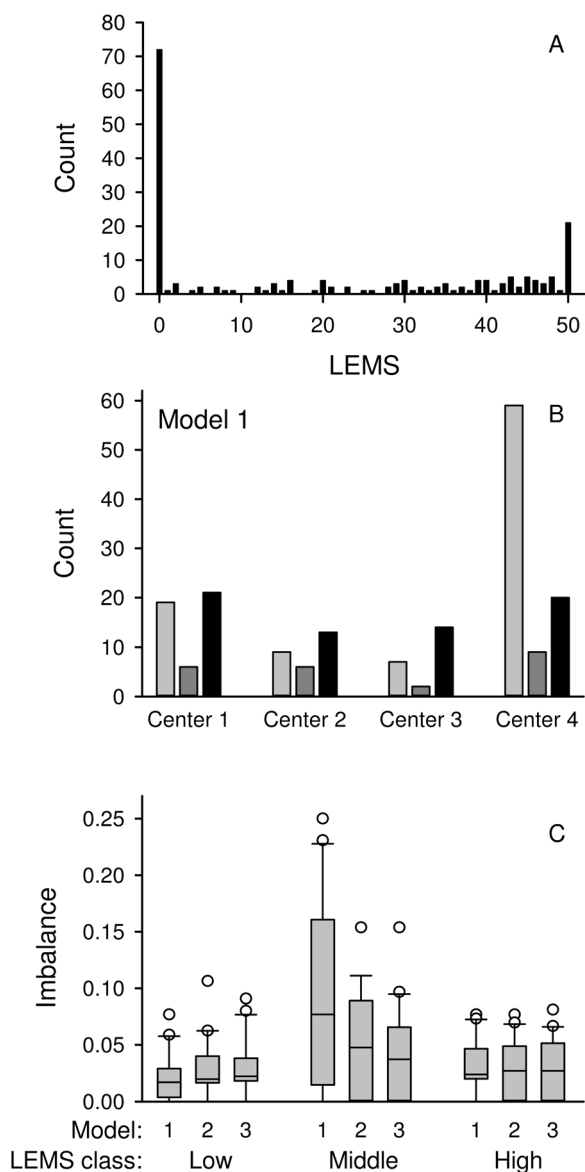 80
A
70
60
50
Count
40
30
20
10
0
0 10 20 30 40 50
LEMS
60
Model 1
B
50
40
Count
30
20
10
0
Center 1 Center 2 Center 3 Center 4
0.25
C
0.20
0.15
Imbalance
0.10
0.05
0.00
Model: 1 2 3 1 2 3 1 2 3
LEMS class: Low Middle High